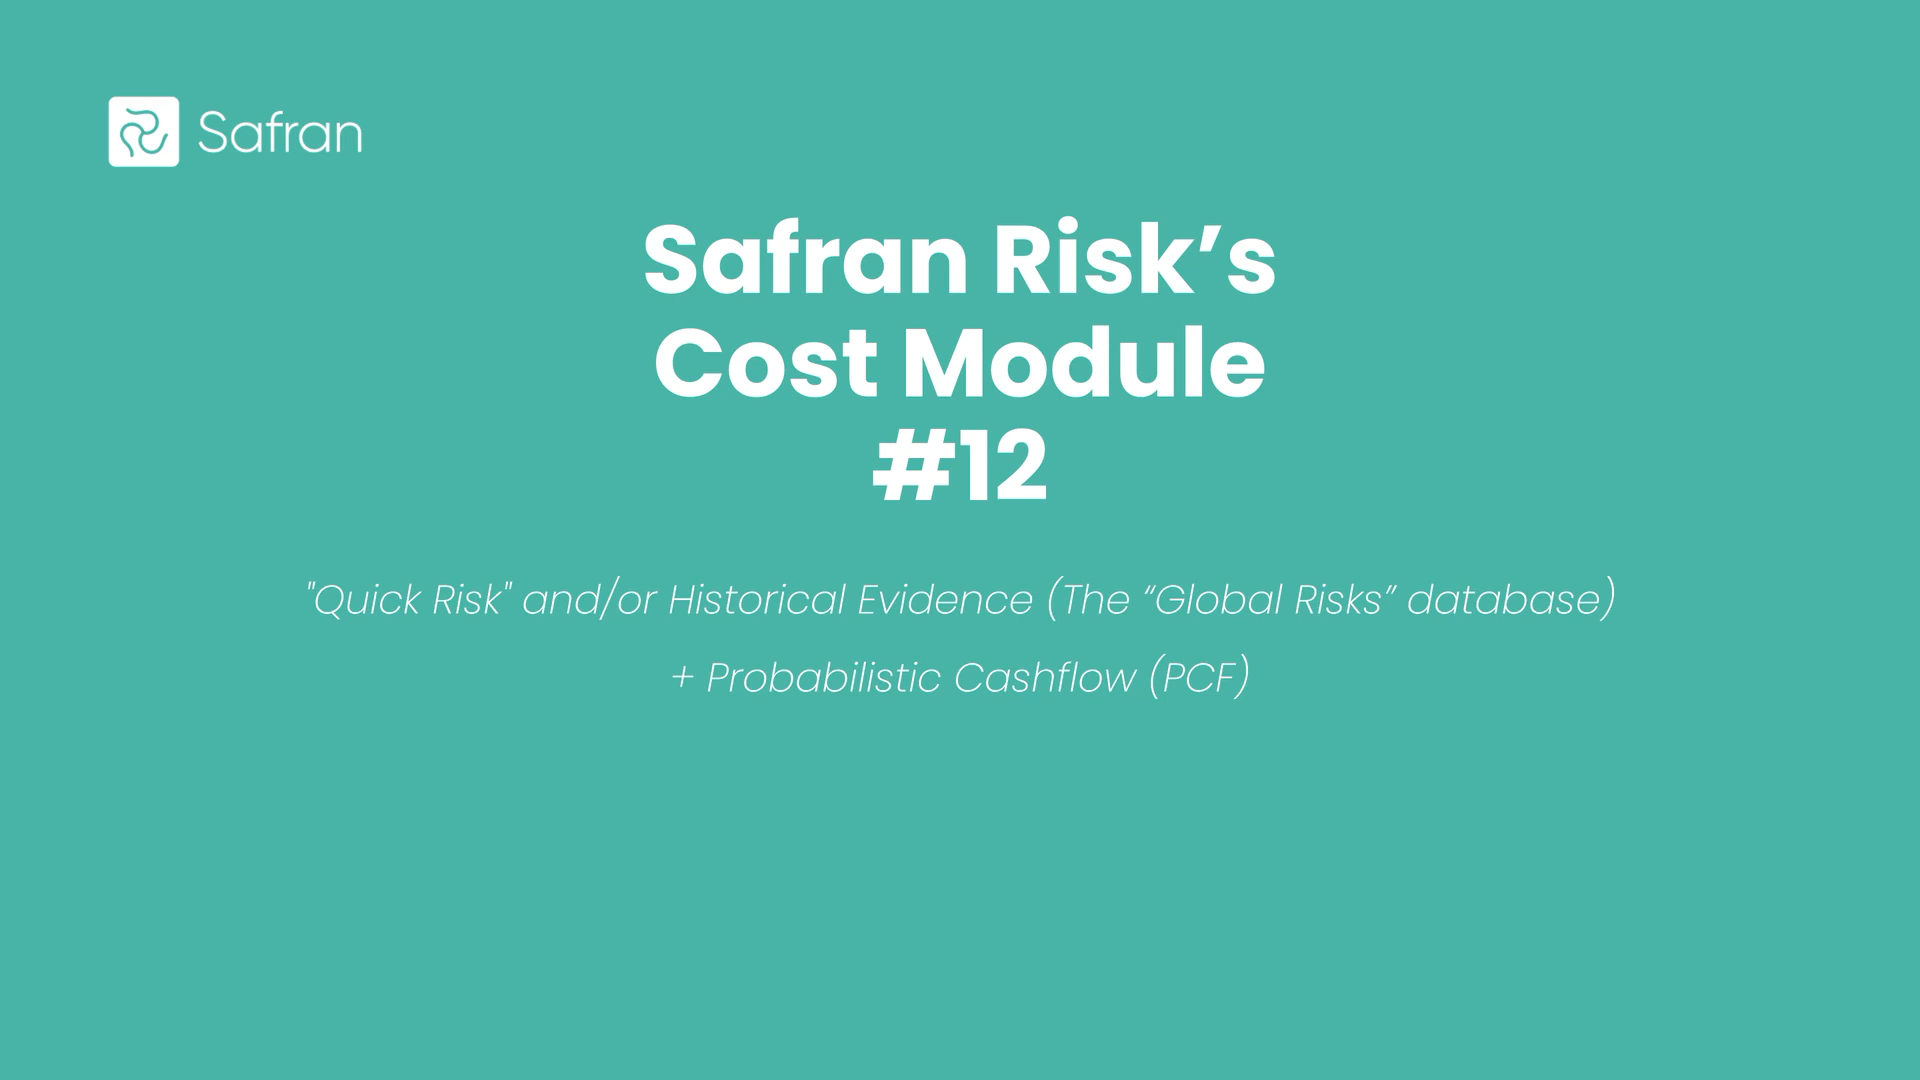 Safran
Safran Risk’s
Cost Module
#12
"Quick Risk" and/or Historical Evidence (The “Global Risks” database)
+ Probabilistic Cashflow (PCF)